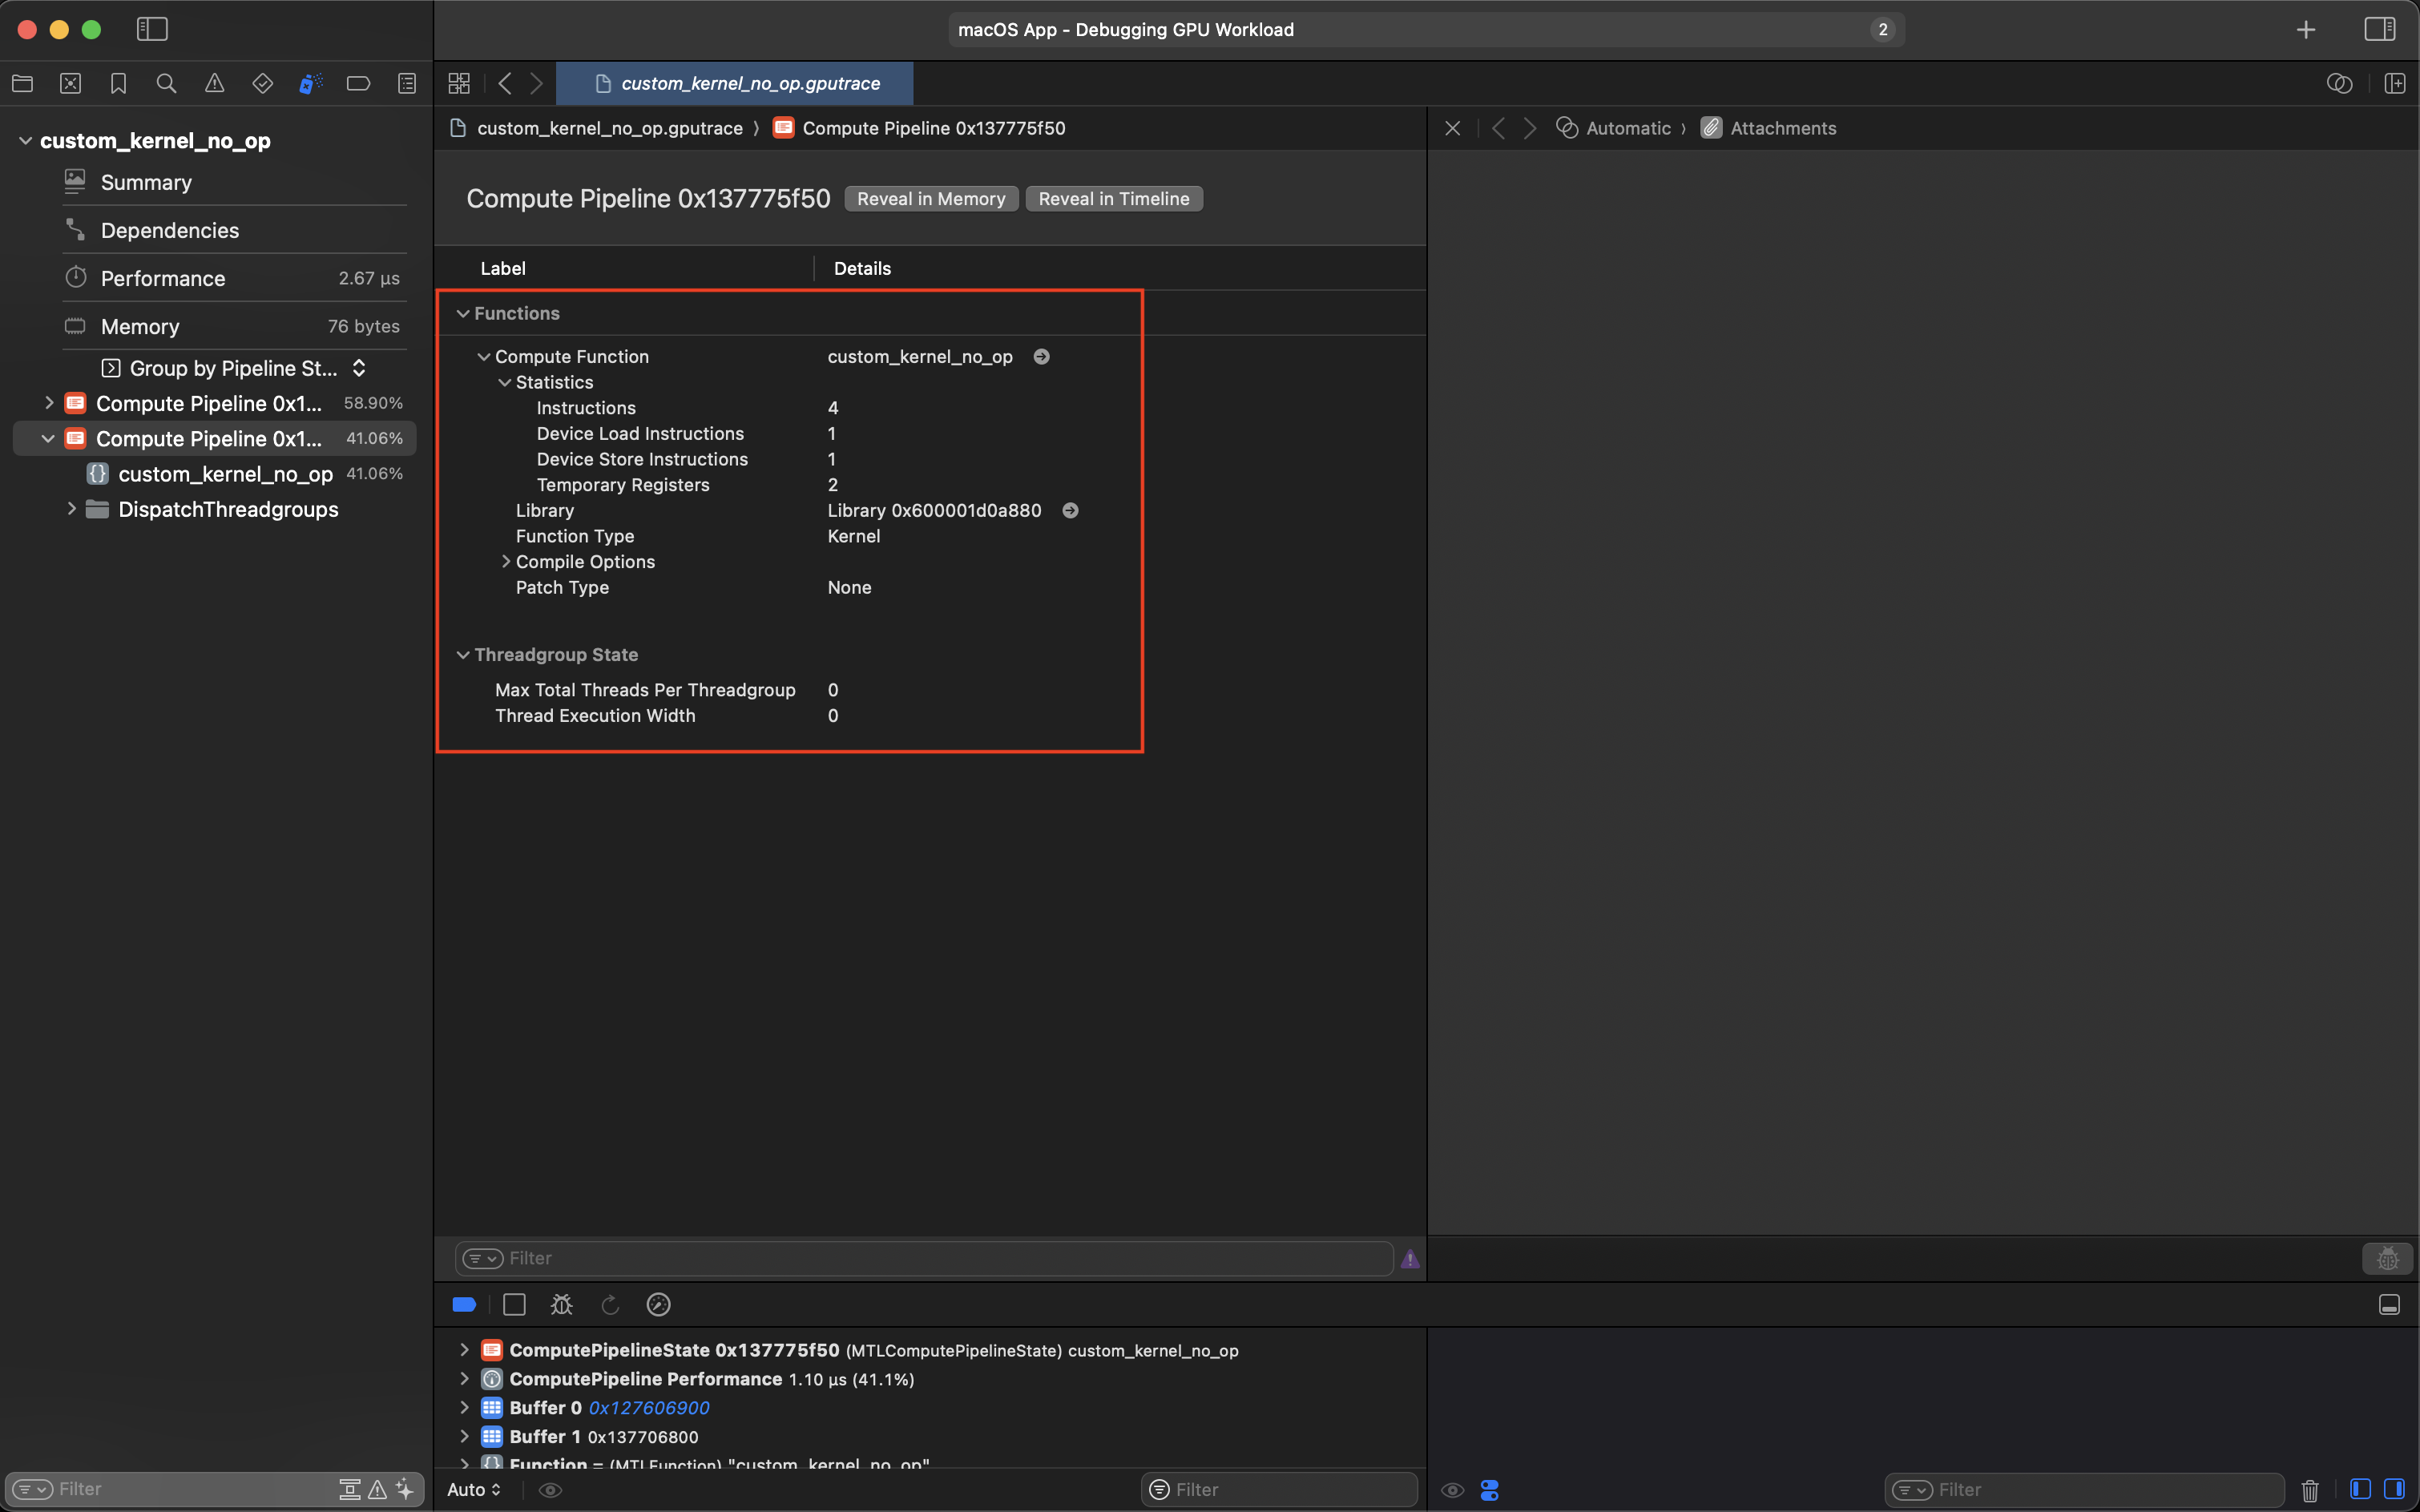 macOS App - Debugging GPU Workload
2
custom_kernel_no_op.gputrace
custom_kernel_no_op
Summary
Dependencies
Performance 2.67 µs
Memory 76 bytes
Group by Pipeline St...
Compute Pipeline 0x1... 58.90%
Compute Pipeline 0x1... 41.06%
custom_kernel_no_op 41.06%
DispatchThreadgroups
Filter
custom_kernel_no_op.gputrace ⟩ Compute Pipeline 0x137775f50
Compute Pipeline 0x137775f50 Reveal in Memory Reveal in Timeline
Label Details
Functions
Compute Function custom_kernel_no_op
Statistics
Instructions 4
Device Load Instructions 1
Device Store Instructions 1
Temporary Registers 2
Library Library 0x600001d0a880
Function Type Kernel
Compile Options
Patch Type None
Threadgroup State
Max Total Threads Per Threadgroup 0
Thread Execution Width 0
Filter
Automatic ⟩ Attachments
ComputePipelineState 0x137775f50 (MTLComputePipelineState) custom_kernel_no_op
ComputePipeline Performance 1.10 µs (41.1%)
Buffer 0 0x127606900
Buffer 1 0x137706800
Function = (MTLFunction) "custom_kernel_no_op"
Auto
Filter
Filter